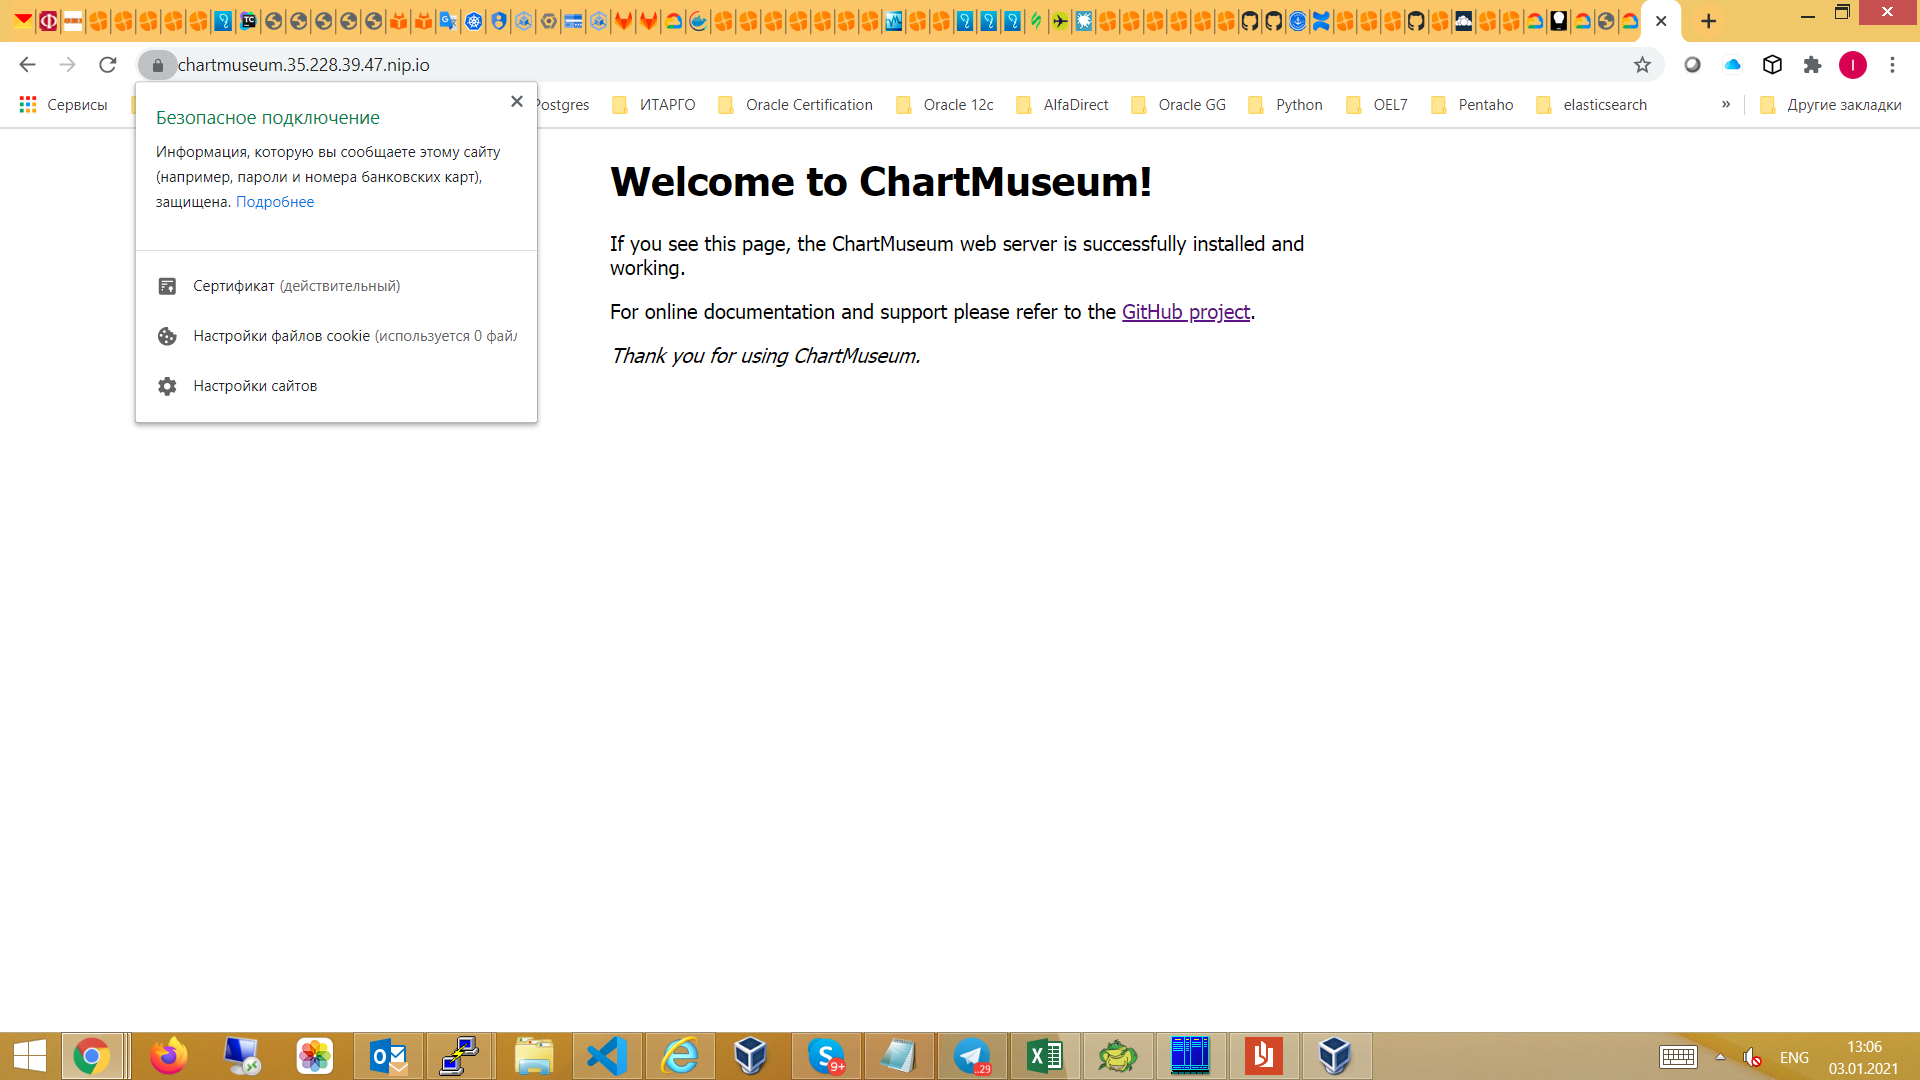 chartmuseum.35.228.39.47.nip.io
Сервисы
Postgres
ИТАРГО
Oracle Certification
Oracle 12c
AlfaDirect
Oracle GG
Python
OEL7
Pentaho
elasticsearch
»
Другие закладки
Безопасное подключение
Информация, которую вы сообщаете этому сайту
(например, пароли и номера банковских карт),
защищена. Подробнее
Сертификат (действительный)
Настройки файлов cookie (используется 0 файл
Настройки сайтов
Welcome to ChartMuseum!
If you see this page, the ChartMuseum web server is successfully installed and
working.
For online documentation and support please refer to the GitHub project.
Thank you for using ChartMuseum.
9+
..29
ENG
13:06
03.01.2021